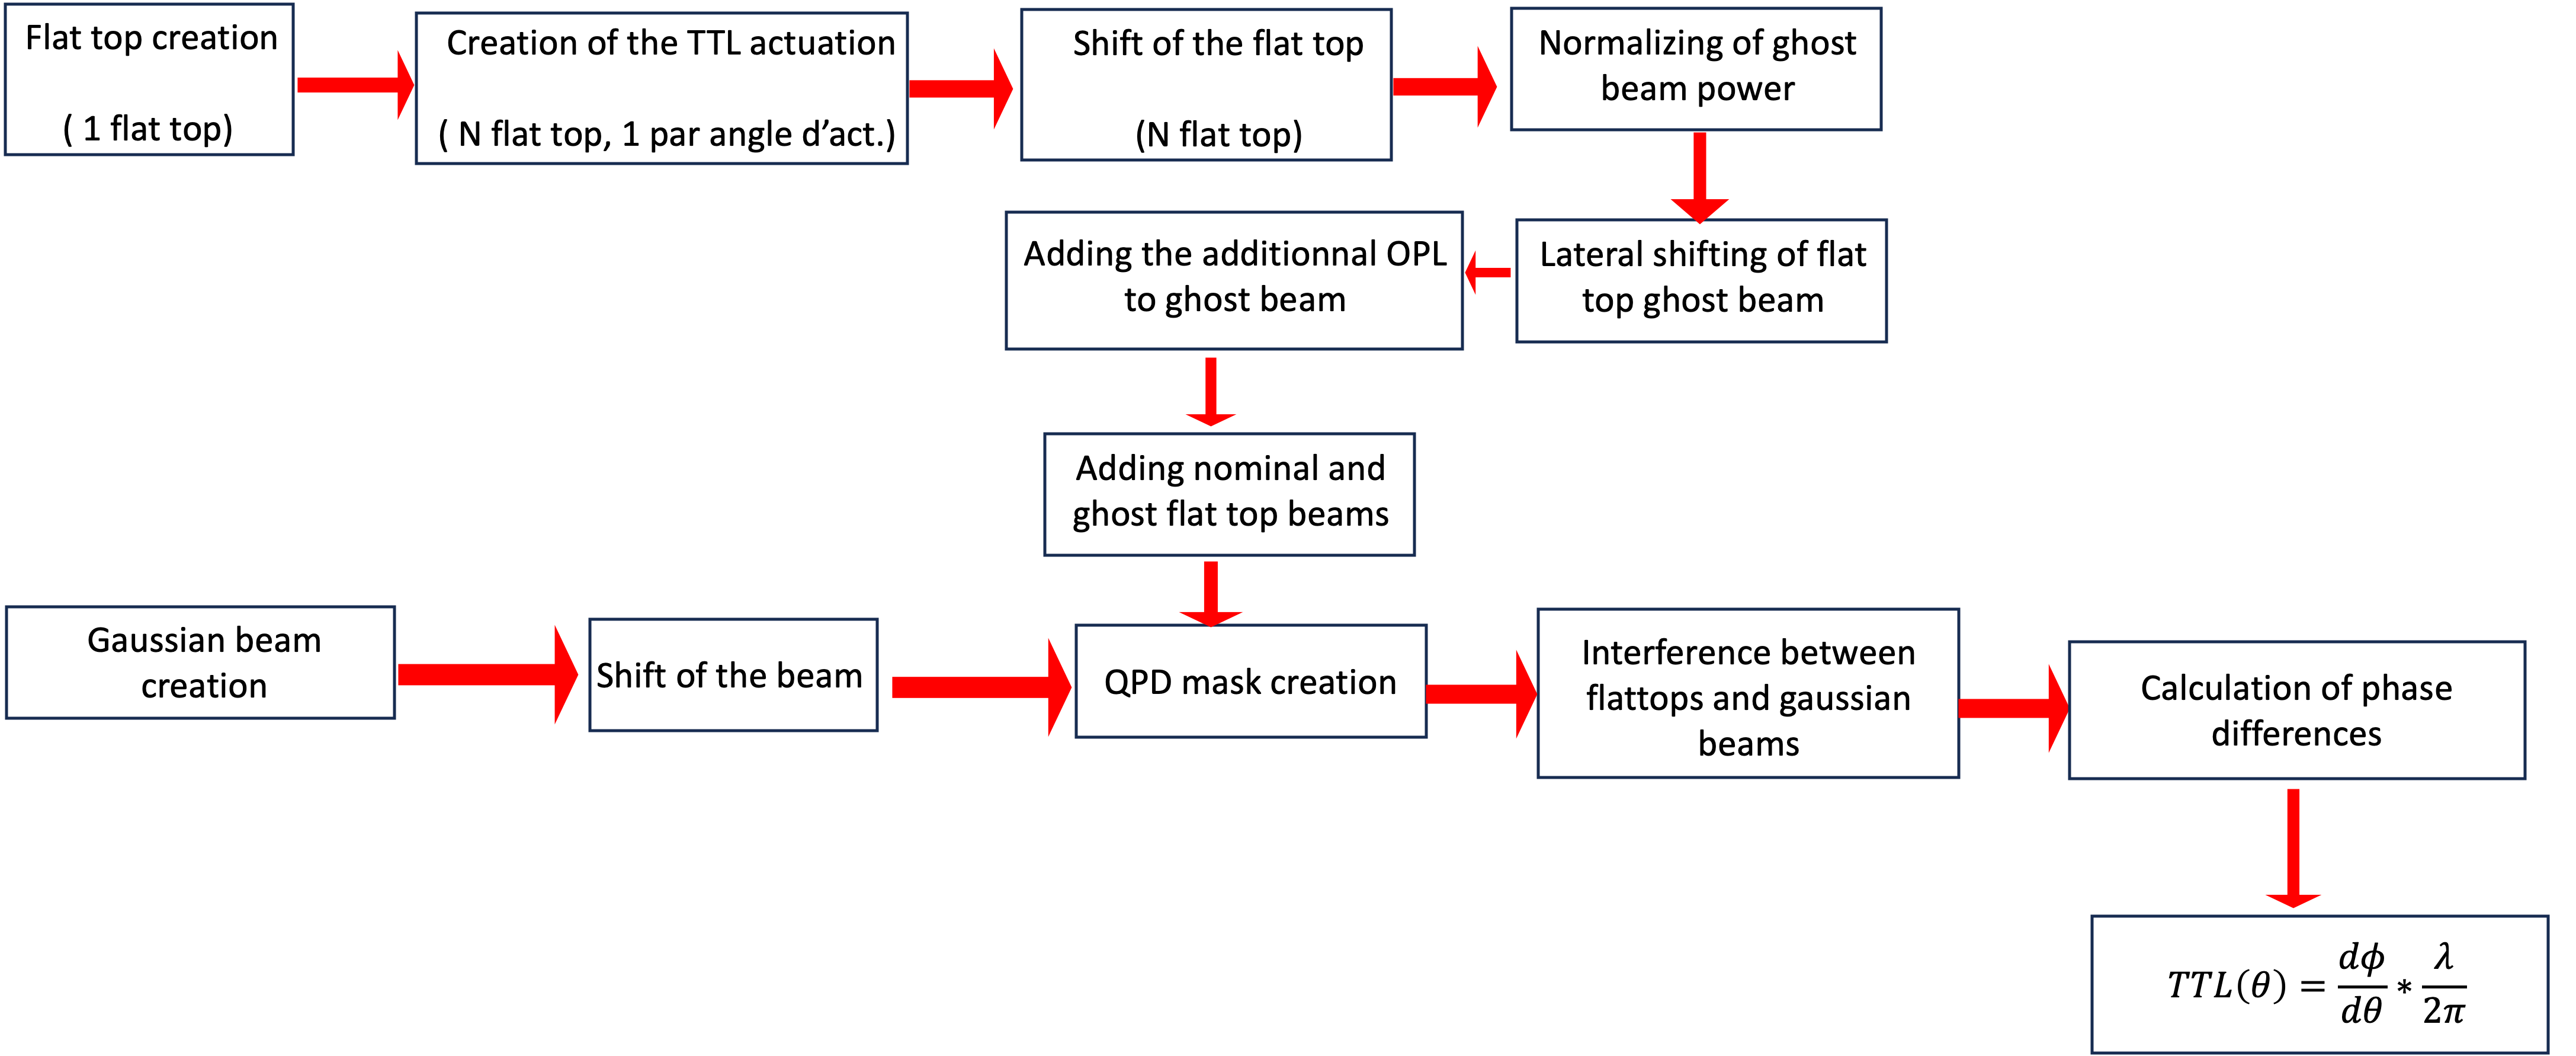 Flat top creation
( 1 flat top)
Creation of the TTL actuation
( N flat top, 1 par angle d’act.)
Shift of the flat top
(N flat top)
Normalizing of ghost
beam power
Lateral shifting of flat
top ghost beam
Adding the additionnal OPL
to ghost beam
Adding nominal and
ghost flat top beams
Gaussian beam
creation
Shift of the beam
QPD mask creation
Interference between
flattops and gaussian
beams
Calculation of phase
differences
TTL(θ) = dϕ/dθ * λ/2π